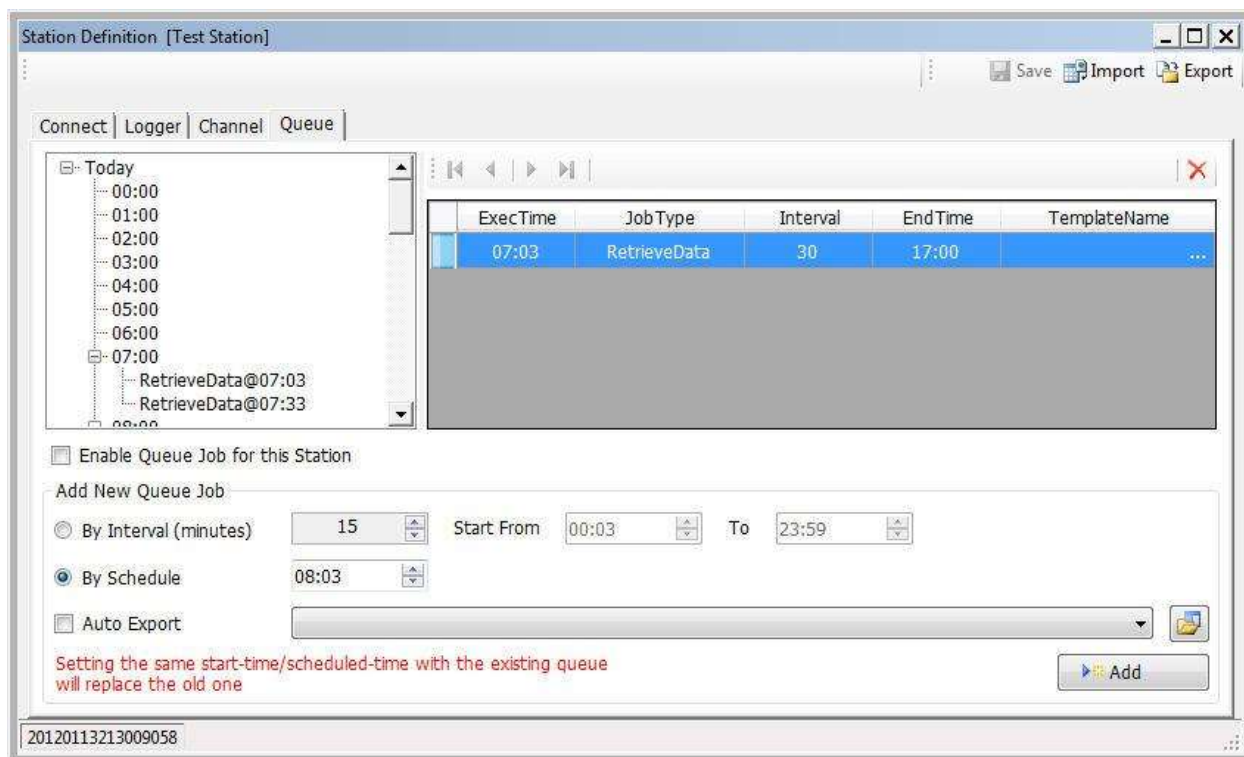 Station Definition [Test Station]
Save Import Export
Connect Logger Channel Queue
Today
00:00
01:00
02:00
03:00
04:00
05:00
06:00
07:00
RetrieveData@07:03
RetrieveData@07:33
08:00
ExecTime JobType Interval EndTime TemplateName
07:03 RetrieveData 30 17:00 ...
Enable Queue Job for this Station
Add New Queue Job
By Interval (minutes) 15 Start From 00:03 To 23:59
By Schedule 08:03
Auto Export
Setting the same start-time/scheduled-time with the existing queue
will replace the old one
Add
20120113213009058